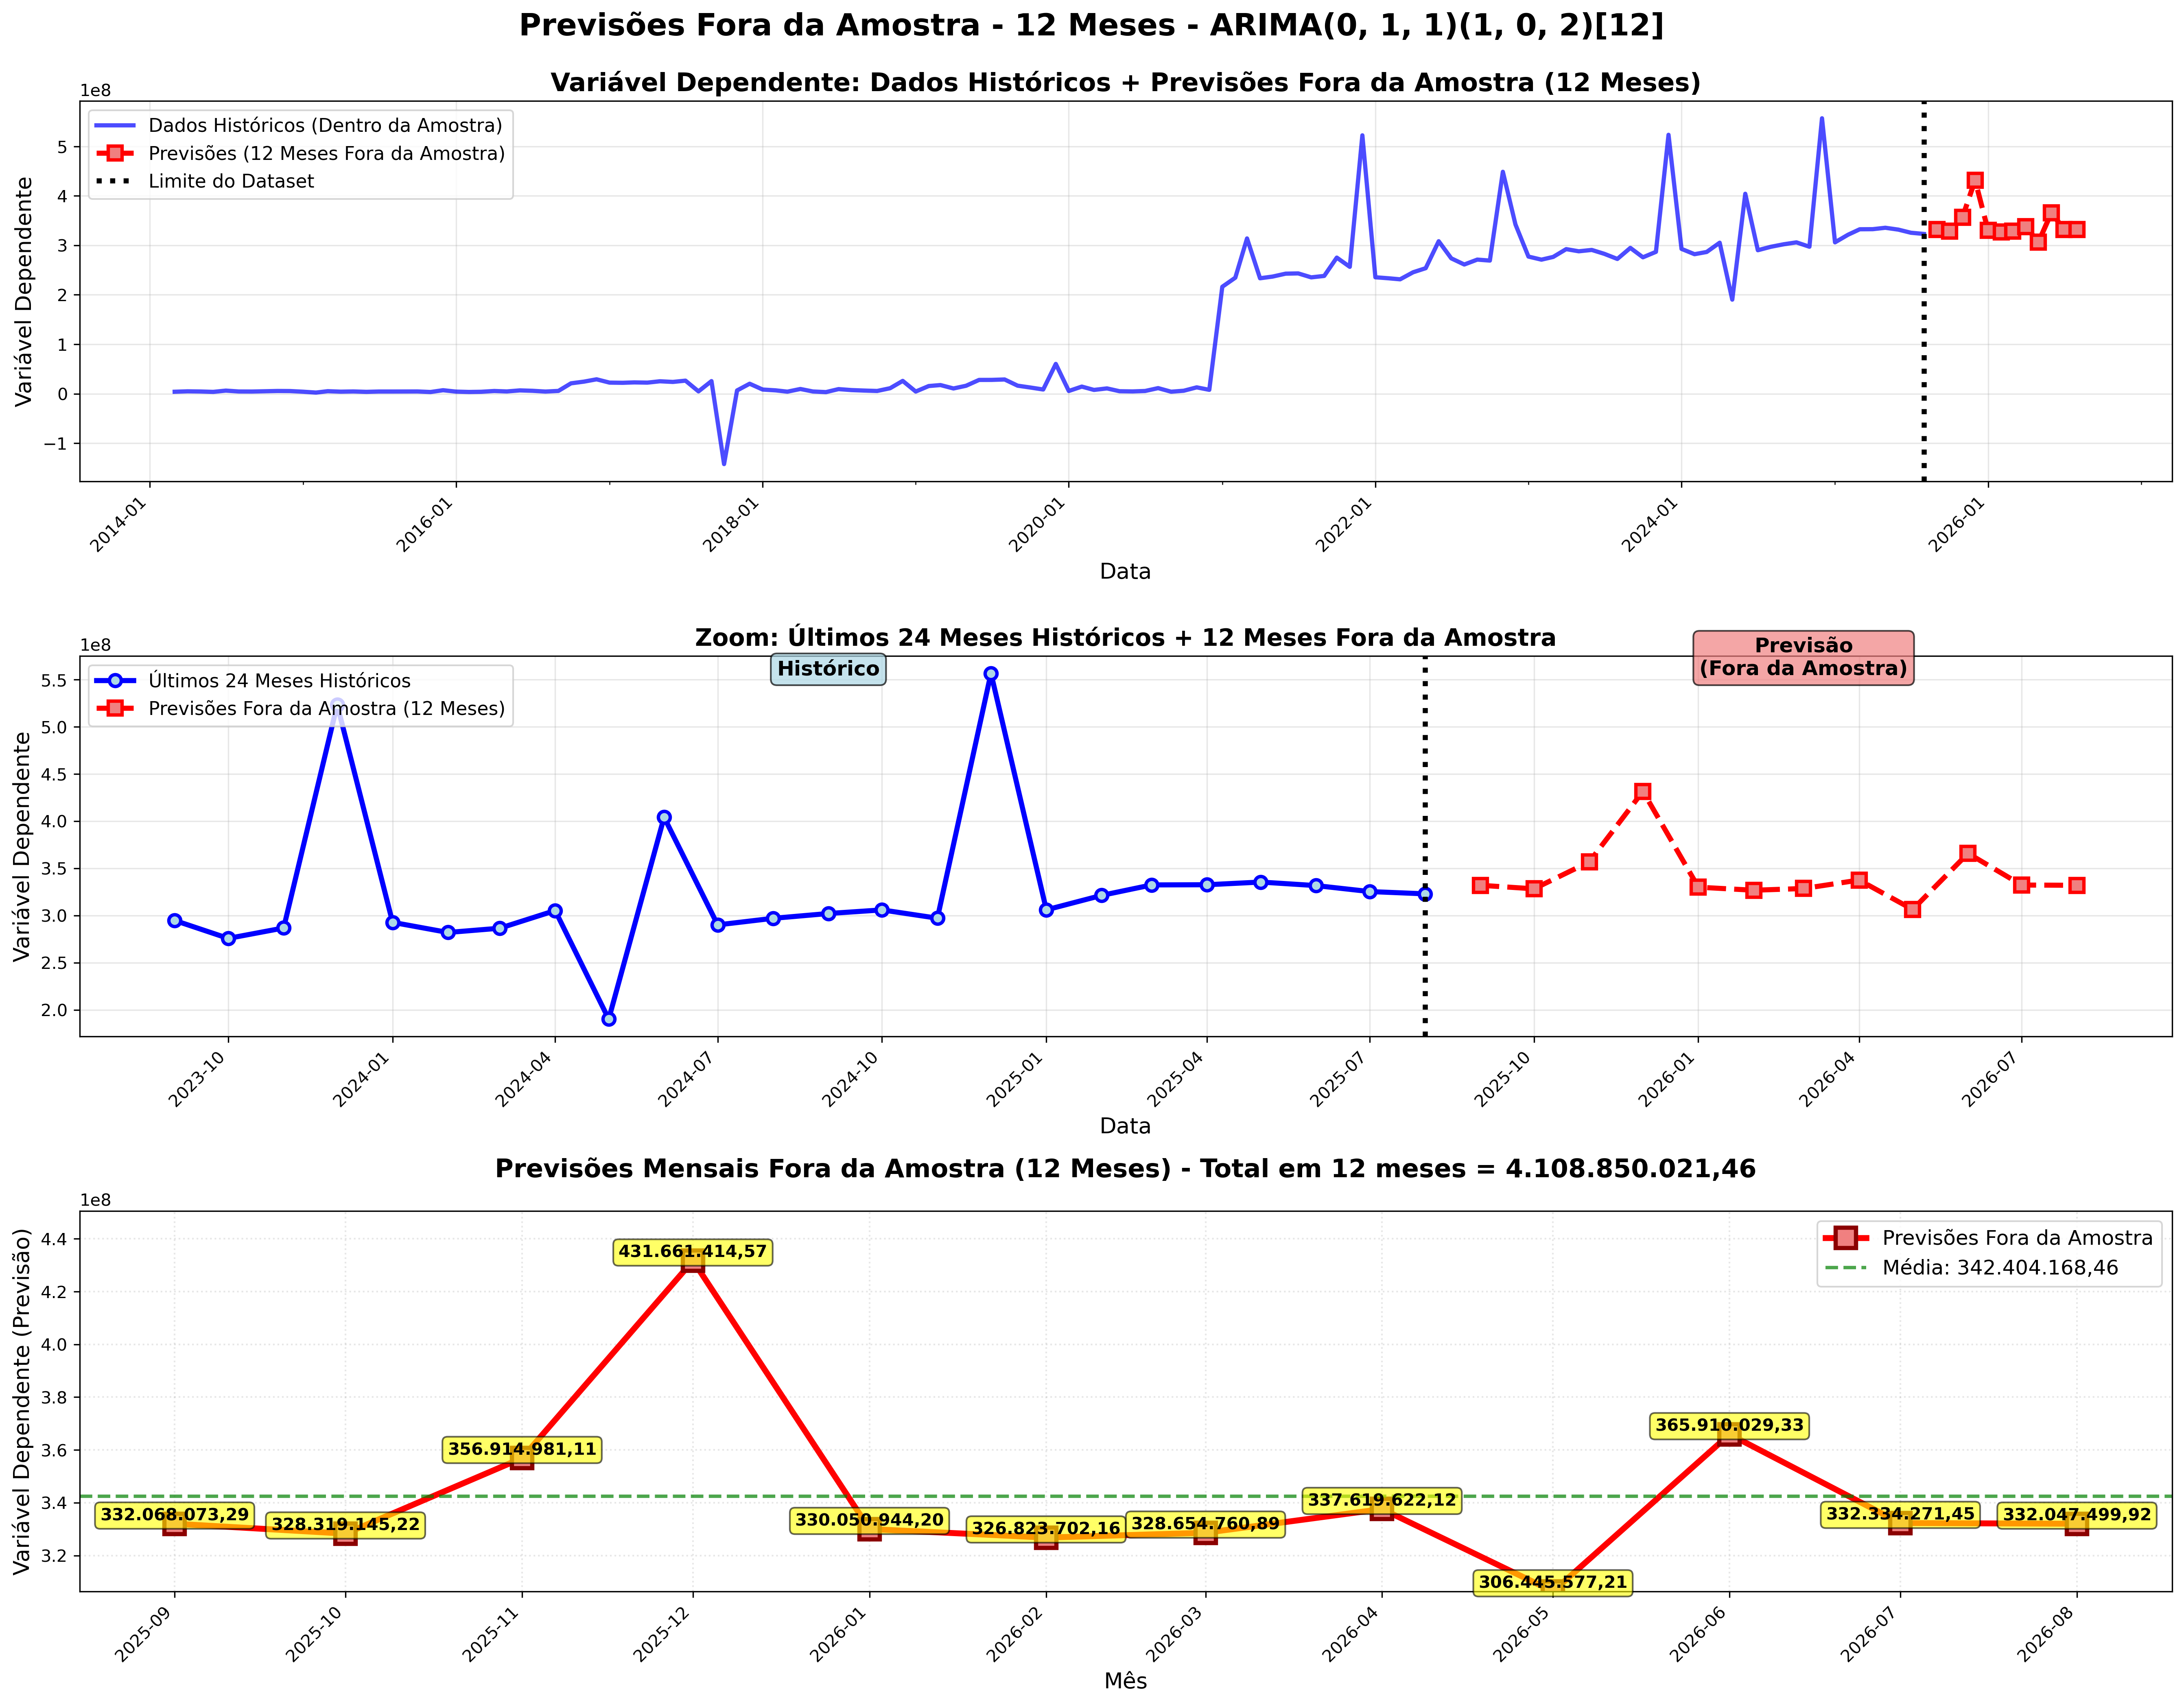 Previsões Fora da Amostra - 12 Meses - ARIMA(0, 1, 1)(1, 0, 2)[12]
Variável Dependente: Dados Históricos + Previsões Fora da Amostra (12 Meses)
1e8
Dados Históricos (Dentro da Amostra)
Previsões (12 Meses Fora da Amostra)
Limite do Dataset
Variável Dependente
5
4
3
2
1
0
−1
2014-01
2016-01
2018-01
2020-01
2022-01
2024-01
2026-01
Data
Zoom: Últimos 24 Meses Históricos + 12 Meses Fora da Amostra
1e8
Histórico
Previsão
(Fora da Amostra)
Últimos 24 Meses Históricos
Previsões Fora da Amostra (12 Meses)
Variável Dependente
5.5
5.0
4.5
4.0
3.5
3.0
2.5
2.0
2023-10
2024-01
2024-04
2024-07
2024-10
2025-01
2025-04
2025-07
2025-10
2026-01
2026-04
2026-07
Data
Previsões Mensais Fora da Amostra (12 Meses) - Total em 12 meses = 4.108.850.021,46
1e8
Previsões Fora da Amostra
Média: 342.404.168,46
Variável Dependente (Previsão)
4.4
4.2
4.0
3.8
3.6
3.4
3.2
332.068.073,29
328.319.145,22
356.914.981,11
431.661.414,57
330.050.944,20
326.823.702,16
328.654.760,89
337.619.622,12
306.445.577,21
365.910.029,33
332.334.271,45
332.047.499,92
2025-09
2025-10
2025-11
2025-12
2026-01
2026-02
2026-03
2026-04
2026-05
2026-06
2026-07
2026-08
Mês